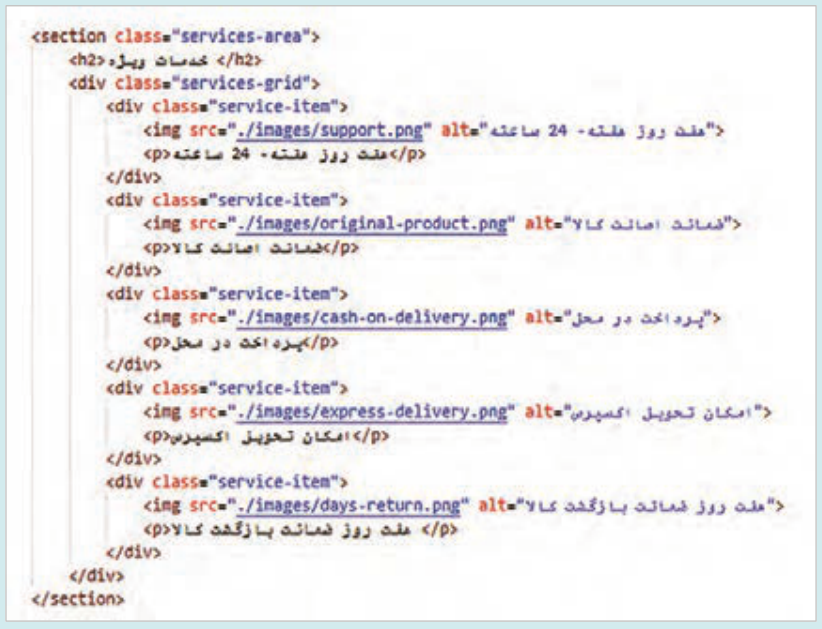 <section class="services-area">
<h2>خدمات ویژه </h2>
<div class="services-grid">
<div class="service-item">
<img src="./images/support.png" alt="هفت روز هفته- 24 ساعته">
<p>هفت روز هفته- 24 ساعته</p>
</div>
<div class="service-item">
<img src="./images/original-product.png" alt="ضمانت اصالت کالا">
<p>ضمانت اصالت کالا</p>
</div>
<div class="service-item">
<img src="./images/cash-on-delivery.png" alt="پرداخت در محل">
<p>پرداخت در محل</p>
</div>
<div class="service-item">
<img src="./images/express-delivery.png" alt="امکان تحویل اکسپرس">
<p>امکان تحویل اکسپرس</p>
</div>
<div class="service-item">
<img src="./images/days-return.png" alt="هفت روز ضمانت بازگشت کالا">
<p>هفت روز ضمانت بازگشت کالا </p>
</div>
</div>
</section>